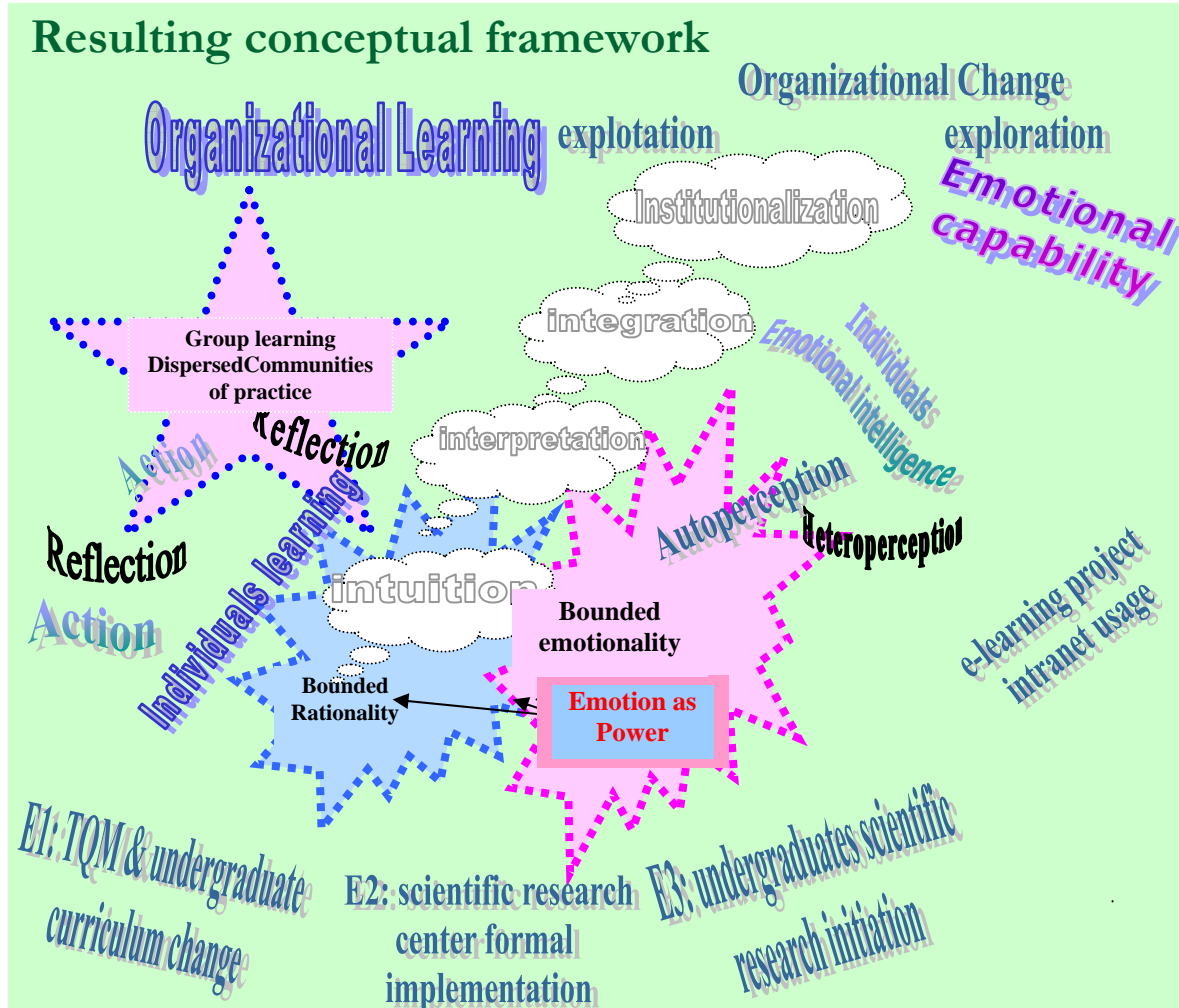 Resulting conceptual framework
Organizational Change
Organizational Learning
explotation
exploration
Institutionalization
Emotional
capability
integration
Individualss
Emotional intelligence
Group learning
DispersedCommunities
of practice
interpretation
Reflection
Action
Autoperception
Heteroperception
Reflection
Action
Individuals learning
intuition
Bounded
emotionality
Bounded
Rationality
Emotion as
Power
e-learning project
intranet usage
E1: TQM & undergraduate
curriculum change
E2: scientific research
center formal
implementation
E3: undergraduates scientific
research initiation
.